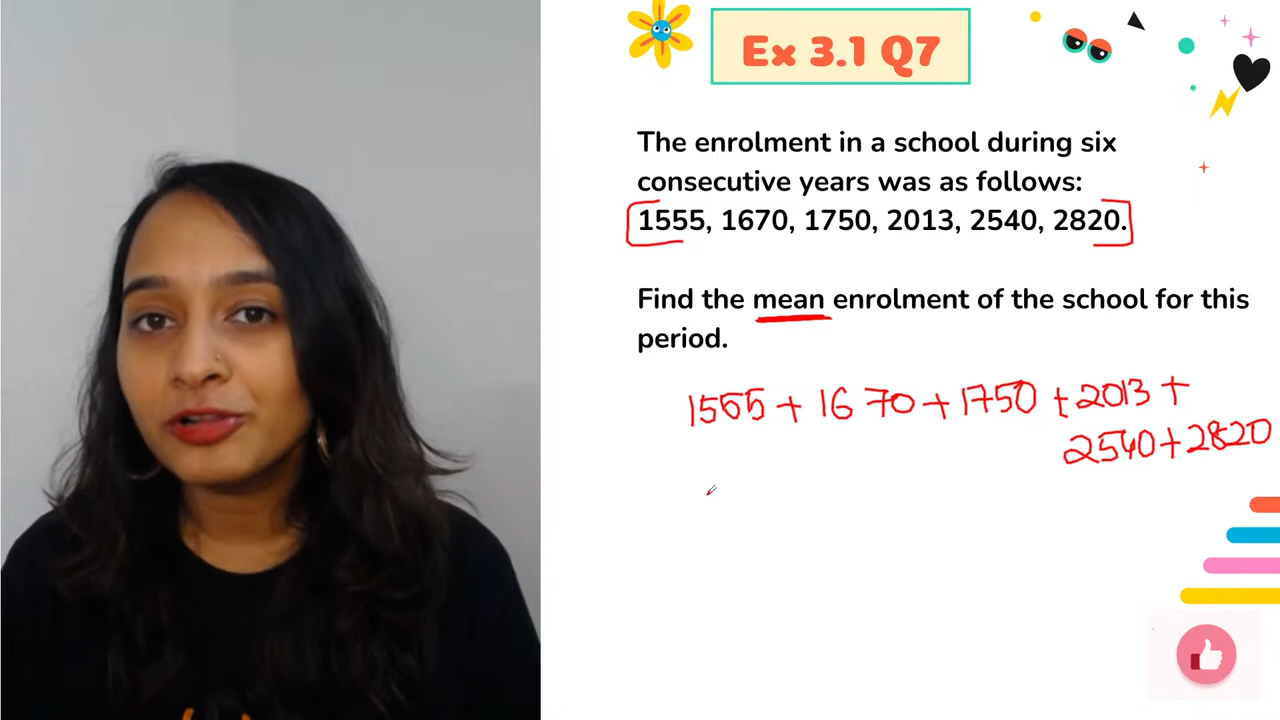 Ex 3.1 Q7
The enrolment in a school during six
consecutive years was as follows:
1555, 1670, 1750, 2013, 2540, 2820.
Find the mean enrolment of the school for this
period.
1555 + 1670 + 1750 + 2013 +
2540 + 2820